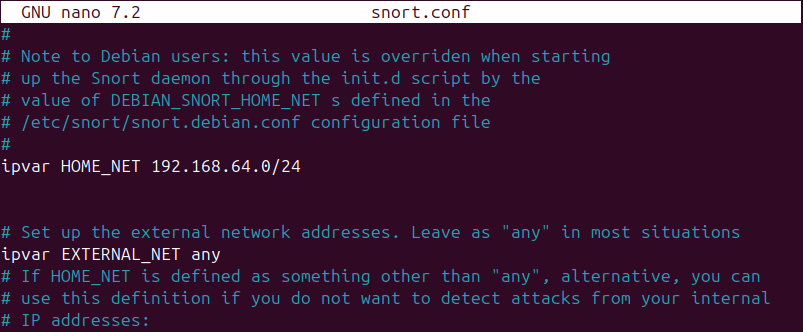 GNU nano 7.2 snort.conf
#
# Note to Debian users: this value is overriden when starting
# up the Snort daemon through the init.d script by the
# value of DEBIAN_SNORT_HOME_NET s defined in the
# /etc/snort/snort.debian.conf configuration file
#
ipvar HOME_NET 192.168.64.0/24
# Set up the external network addresses. Leave as "any" in most situations
ipvar EXTERNAL_NET any
# If HOME_NET is defined as something other than "any", alternative, you can
# use this definition if you do not want to detect attacks from your internal
# IP addresses: